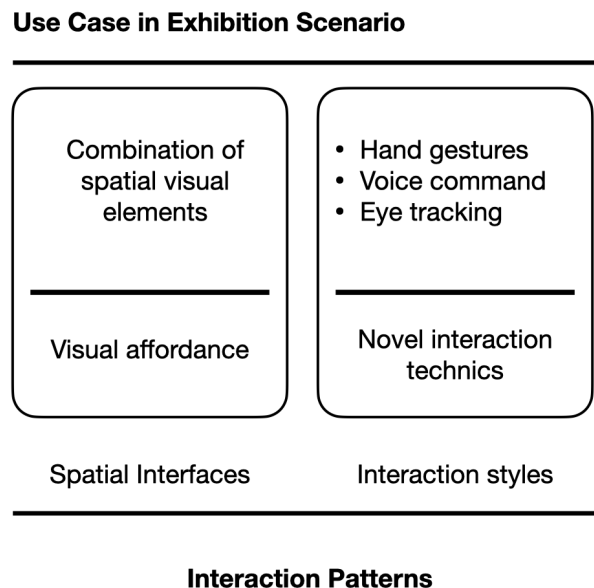 Use Case in Exhibition Scenario
Combination of
spatial visual
elements
Visual affordance
• Hand gestures
• Voice command
• Eye tracking
Novel interaction
technics
Spatial Interfaces
Interaction styles
Interaction Patterns